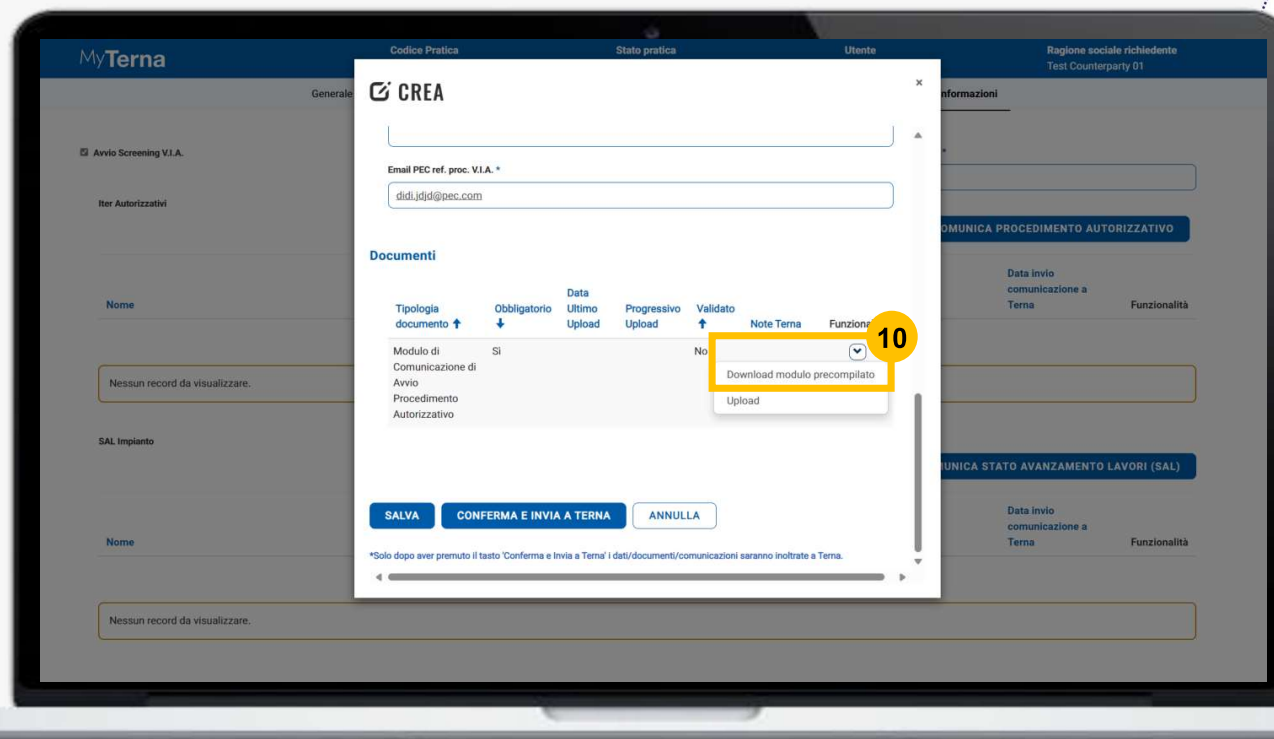 MyTerna
Codice Pratica
Stato pratica
Utente
Ragione sociale richiedente
Test Counterparty 01
Generale
CREA
×
nformazioni
Avvio Screening V.I.A.
*
Email PEC ref. proc. V.I.A. *
didi.jdjd@pec.com
Iter Autorizzativi
OMUNICA PROCEDIMENTO AUTORIZZATIVO
Documenti
Nome
Data invio
comunicazione a
Terna
Funzionalità
Tipologia
documento ↑
Obbligatorio
↓
Data
Ultimo
Upload
Progressivo
Upload
Validato
↑
Note Terna
Funzional
10
Modulo di
Comunicazione di
Avvio
Procedimento
Autorizzativo
Sì
No
Download modulo precompilato
Upload
Nessun record da visualizzare.
SAL Impianto
UNICA STATO AVANZAMENTO LAVORI (SAL)
SALVA
CONFERMA E INVIA A TERNA
ANNULLA
Nome
Data invio
comunicazione a
Terna
Funzionalità
*Solo dopo aver premuto il tasto 'Conferma e Invia a Terna' i dati/documenti/comunicazioni saranno inoltrate a Terna.
Nessun record da visualizzare.